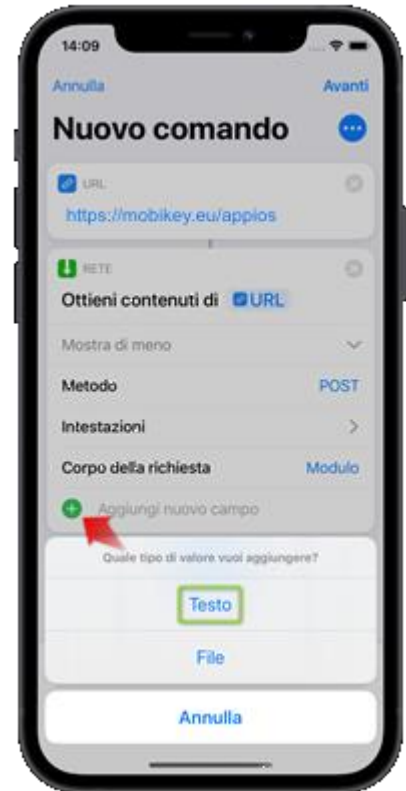 14:09
Annulla Avanti
Nuovo comando
URL
https://mobikey.eu/appios
RETE
Ottieni contenuti di URL
Mostra di meno
Metodo POST
Intestazioni
Corpo della richiesta Modulo
Aggiungi nuovo campo
Quale tipo di valore vuoi aggiungere?
Testo
File
Annulla